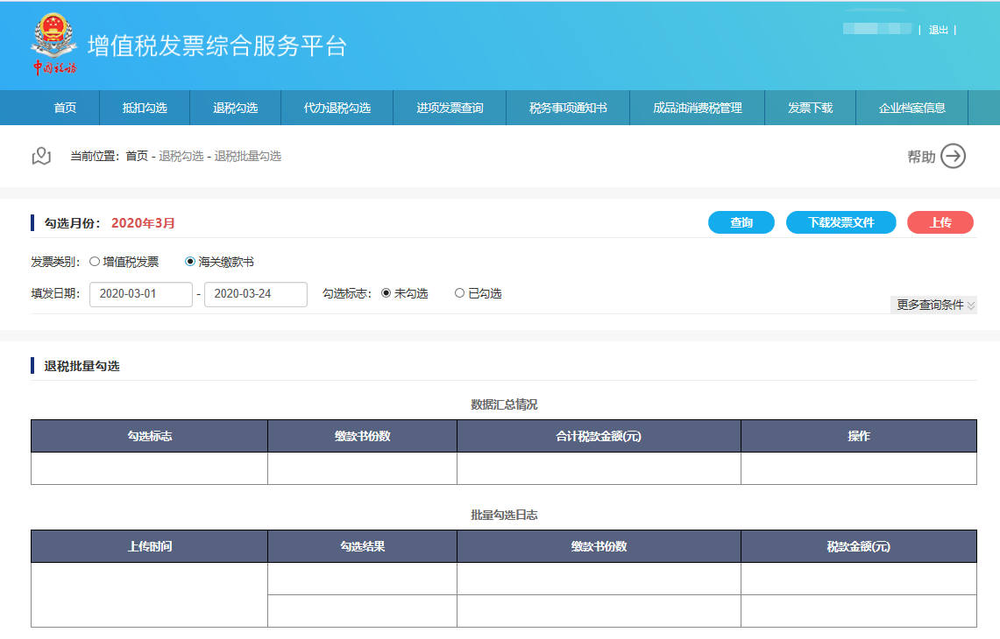 增值税发票综合服务平台
中国税务
| 退出 |
首页 抵扣勾选 退税勾选 代办退税勾选 进项发票查询 税务事项通知书 成品油消费税管理 发票下载 企业档案信息
当前位置: 首页 - 退税勾选 - 退税批量勾选
帮助
勾选月份: 2020年3月
查询 下载发票文件 上传
发票类别: 增值税发票 海关缴款书
填发日期: 2020-03-01 - 2020-03-24 勾选标志: 未勾选 已勾选
更多查询条件
退税批量勾选
数据汇总情况
勾选标志 缴款书份数 合计税款金额(元) 操作
批量勾选日志
上传时间 勾选结果 缴款书份数 税款金额(元)